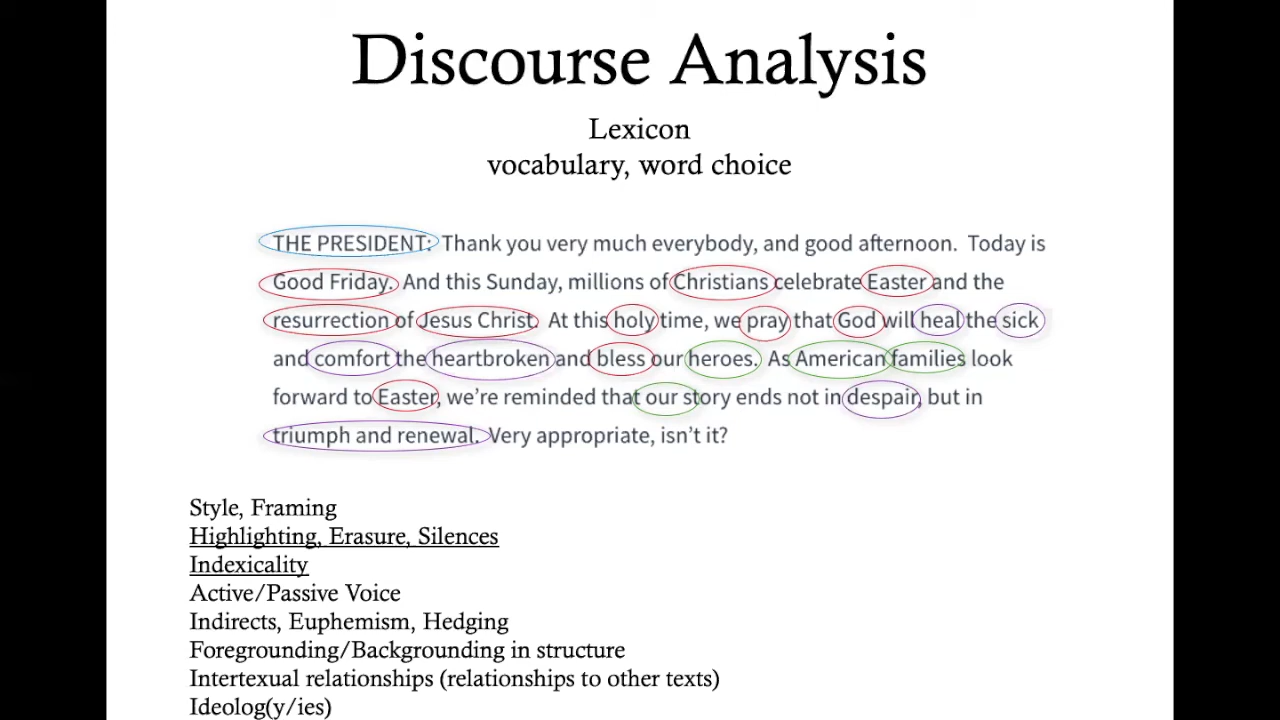 Discourse Analysis
Lexicon
vocabulary, word choice
THE PRESIDENT: Thank you very much everybody, and good afternoon. Today is
Good Friday. And this Sunday, millions of Christians celebrate Easter and the
resurrection of Jesus Christ. At this holy time, we pray that God will heal the sick
and comfort the heartbroken and bless our heroes. As American families look
forward to Easter, we're reminded that our story ends not in despair, but in
triumph and renewal. Very appropriate, isn't it?
Style, Framing
Highlighting, Erasure, Silences
Indexicality
Active/Passive Voice
Indirects, Euphemism, Hedging
Foregrounding/Backgrounding in structure
Intertexual relationships (relationships to other texts)
Ideolog(y/ies)